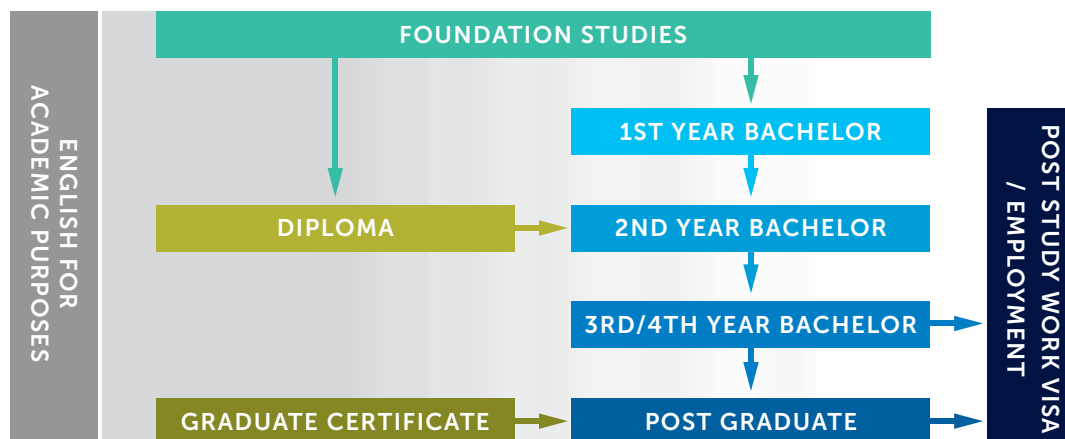 ENGLISH FOR
ACADEMIC PURPOSES
FOUNDATION STUDIES
1ST YEAR BACHELOR
DIPLOMA
2ND YEAR BACHELOR
3RD/4TH YEAR BACHELOR
GRADUATE CERTIFICATE
POST GRADUATE
POST STUDY WORK VISA
/ EMPLOYMENT